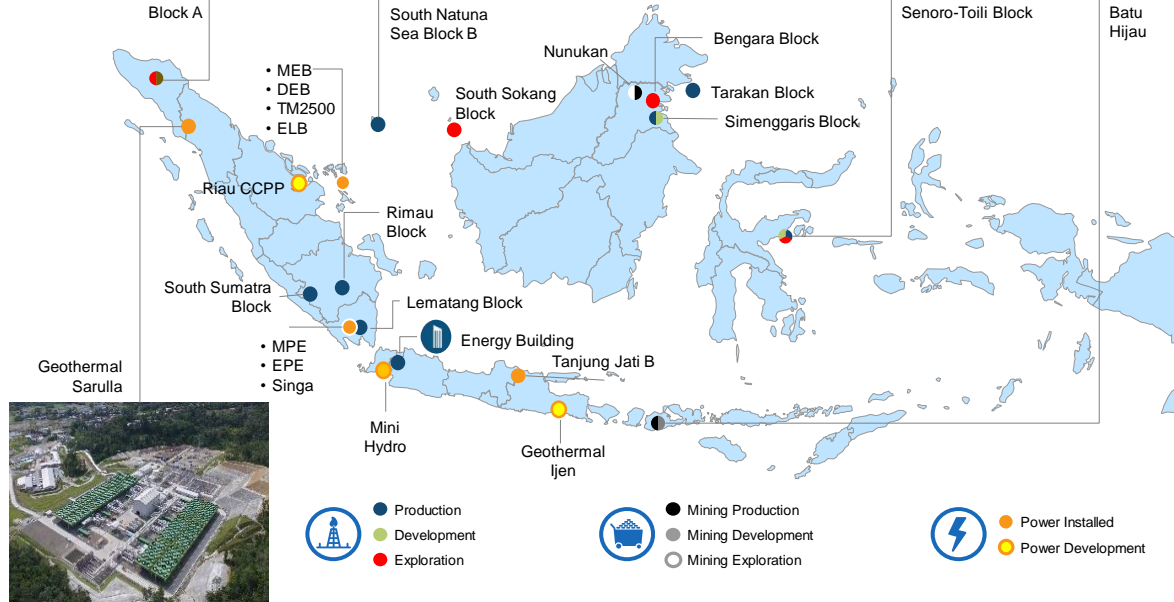 Block A
South Natuna
Sea Block B
Senoro-Toili Block
Batu
Hijau
Bengara Block
Nunukan
• MEB
• DEB
• TM2500
• ELB
South Sokang
Block
Tarakan Block
Simenggaris Block
Riau CCPP
Rimau
Block
South Sumatra
Block
Lematang Block
Energy Building
• MPE
• EPE
• Singa
Tanjung Jati B
Geothermal
Sarulla
Mini
Hydro
Geothermal
Ijen
Production
Development
Exploration
Mining Production
Mining Development
Mining Exploration
Power Installed
Power Development